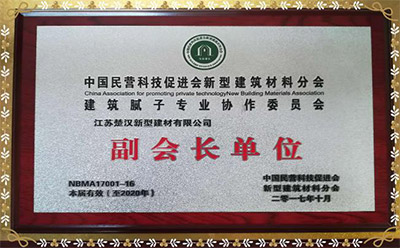 中国民营科技促进会新型建筑材料分会
China Association for promoting private technologyNew Building Materials Association
建筑腻子专业协作委员会
江苏楚汉新型建材有限公司
副会长单位
NBMA17001-16
本届有效（至2020年）
中国民营科技促进会
新型建筑材料分会
二〇一七年十月